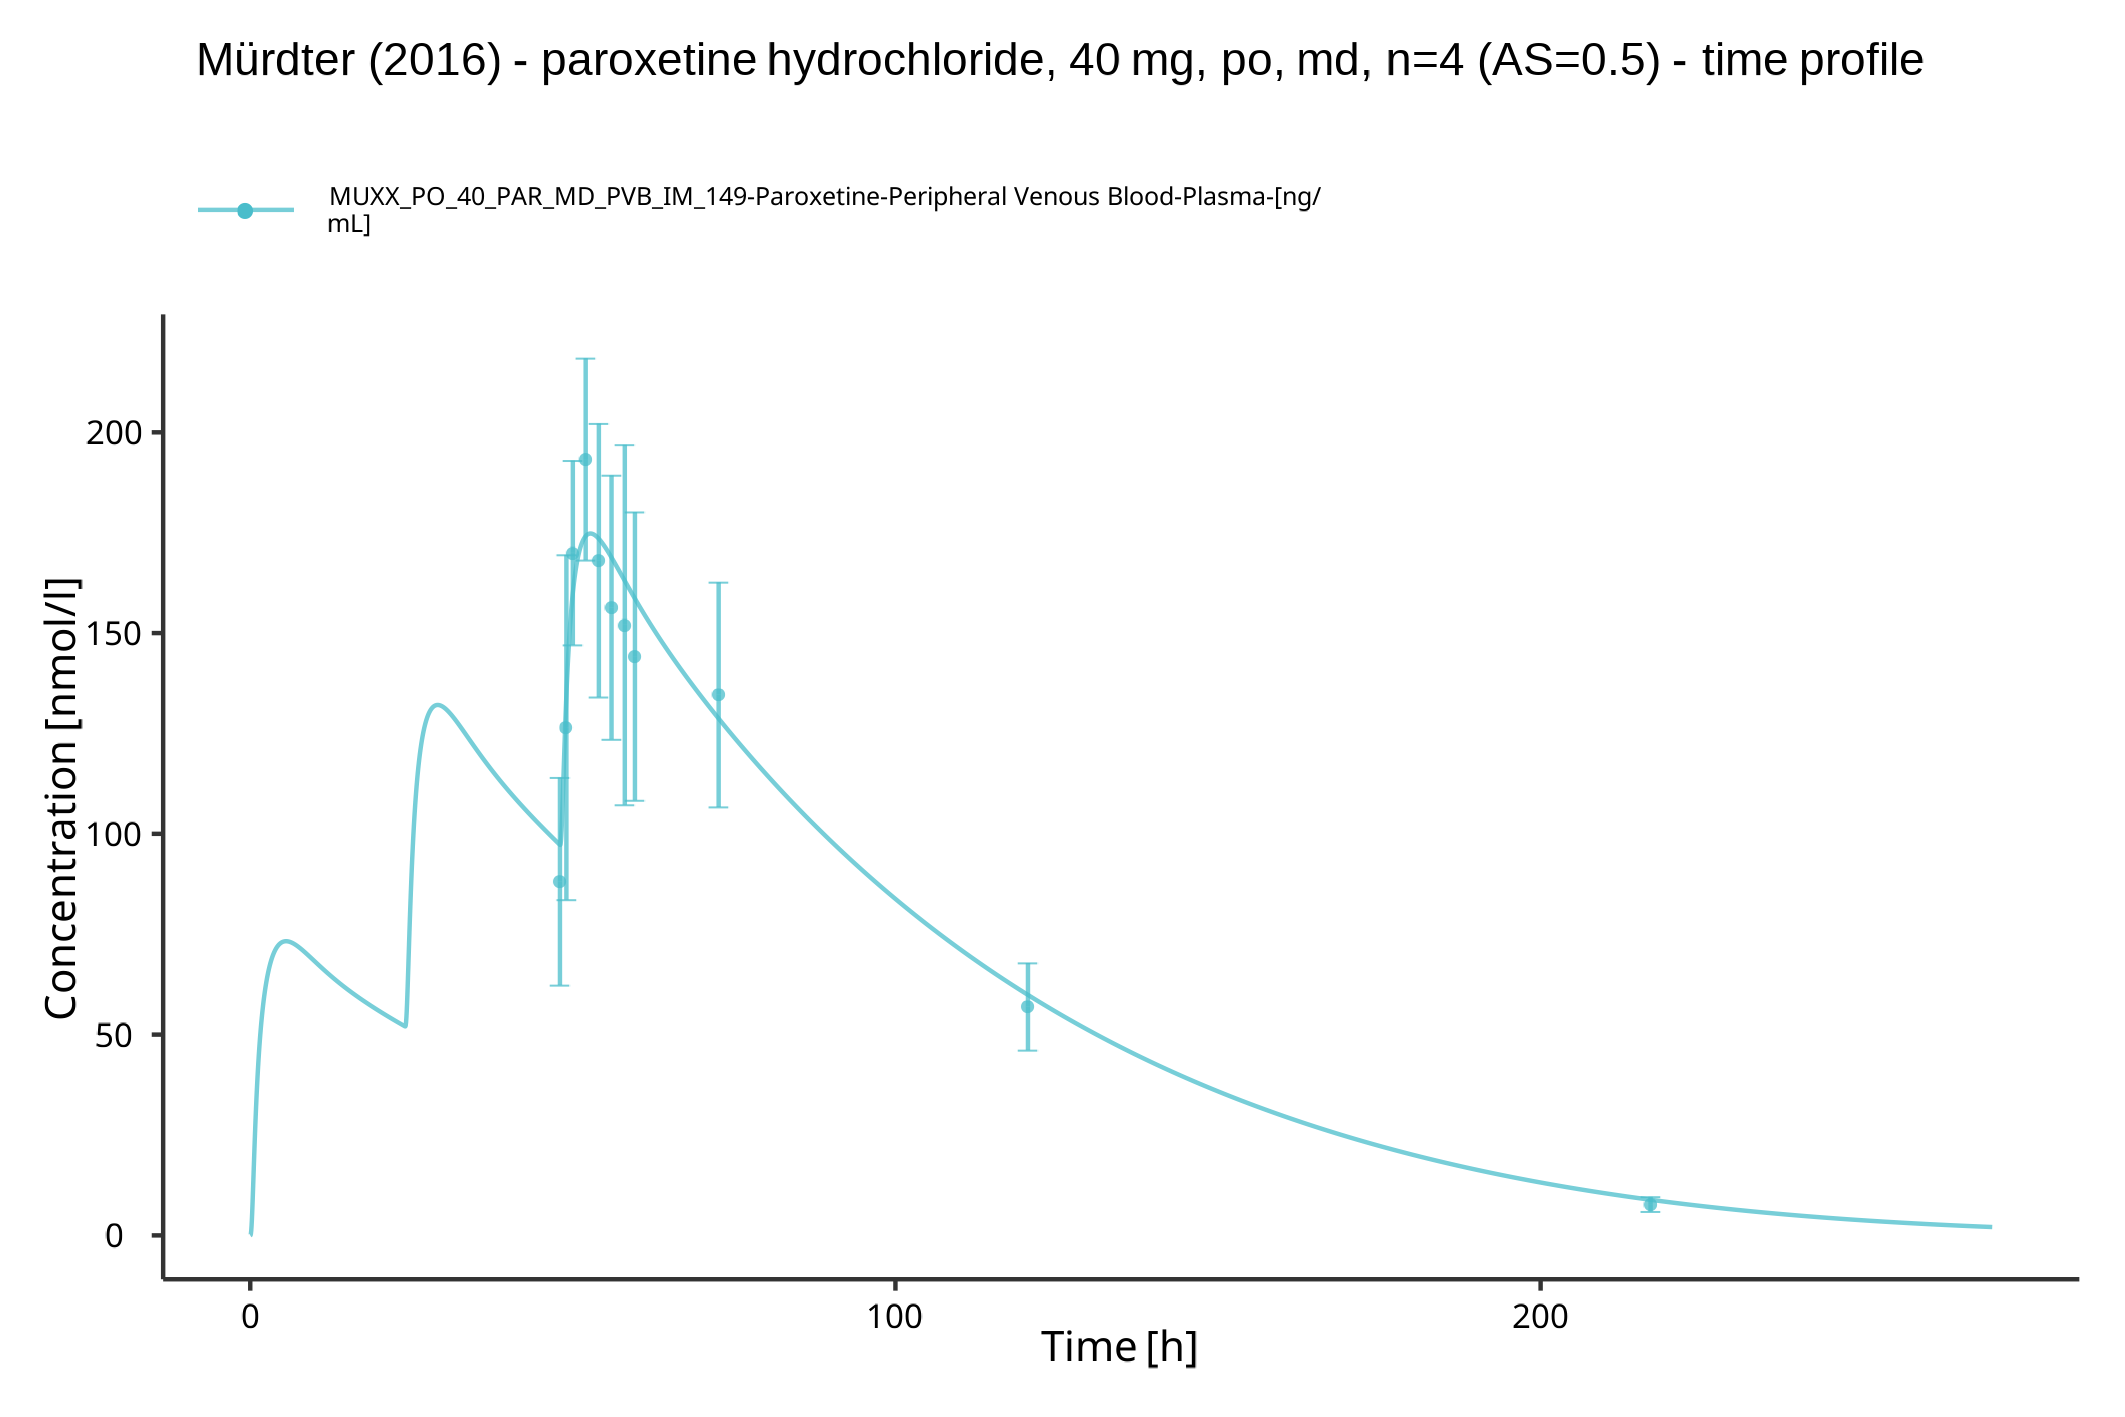 Mürdter (2016) - paroxetine hydrochloride, 40 mg, po, md, n=4 (AS=0.5) - time profile
MUXX_PO_40_PAR_MD_PVB_IM_149-Paroxetine-Peripheral Venous Blood-Plasma-[ng/
mL]
Concentration [nmol/l]
200
150
100
50
0
0
100
200
Time [h]